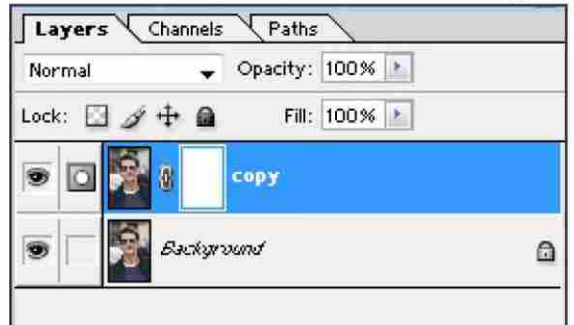 Layers Channels Paths
Normal Opacity: 100%
Lock: Fill: 100%
copy
Background